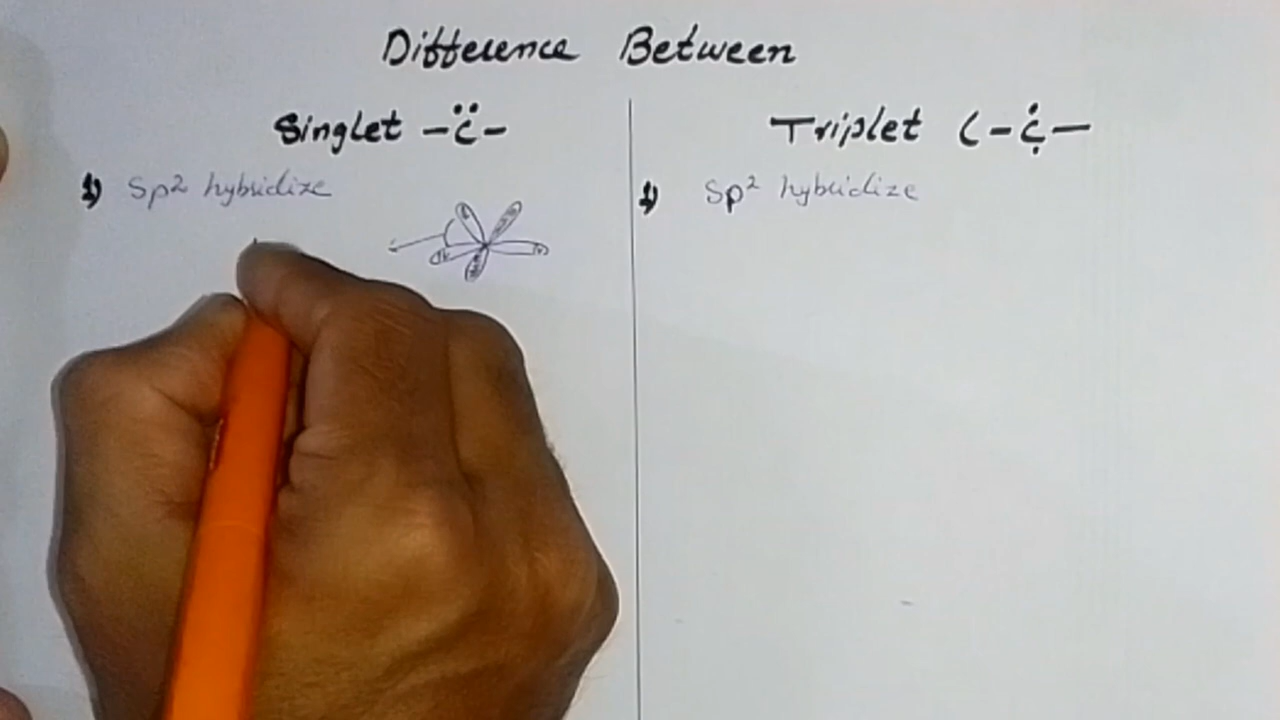 Difference Between
Singlet –C̈–
Triplet (–Ċ̣–
1) Sp² hybridize
1) Sp² hybridize